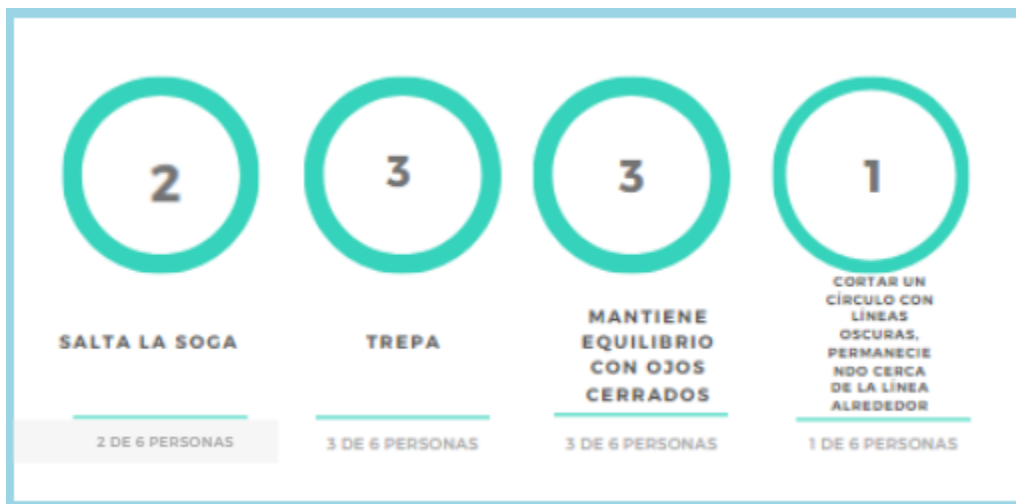 2
SALTA LA SOGA
2 DE 6 PERSONAS
3
TREPA
3 DE 6 PERSONAS
3
MANTIENE
EQUILIBRIO
CON OJOS
CERRADOS
3 DE 6 PERSONAS
1
CORTAR UN
CÍRCULO CON
LÍNEAS
OSCURAS,
PERMANECIE
NDO CERCA
DE LA LÍNEA
ALREDEDOR
1 DE 6 PERSONAS